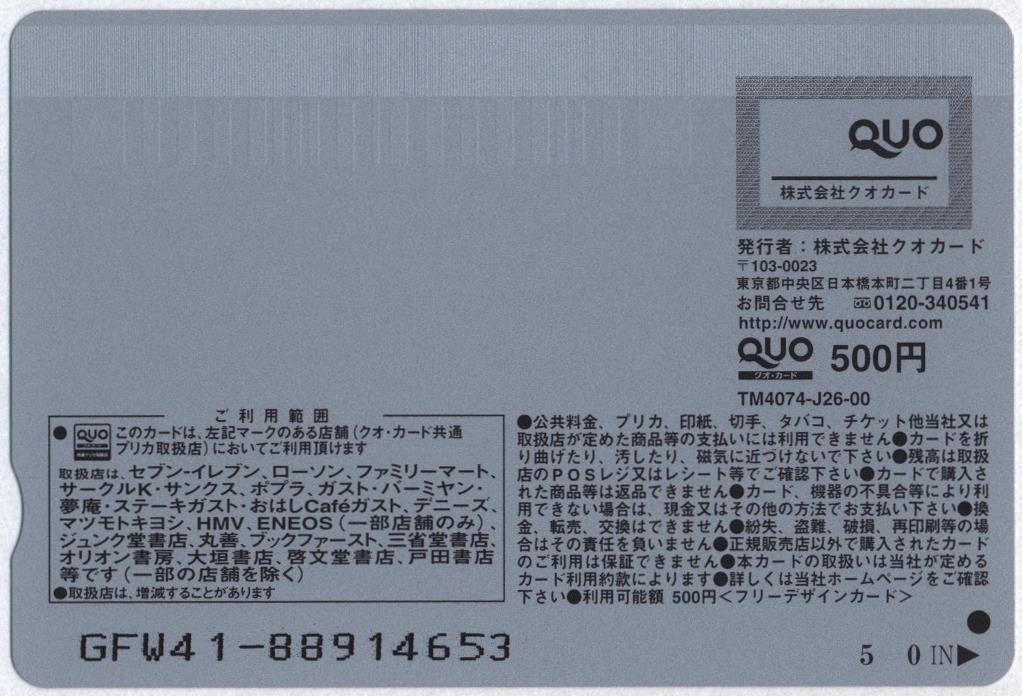 QUO
株式会社クオカード
発行者：株式会社クオカード
〒103-0023
東京都中央区日本橋本町二丁目4番1号
お問合せ先 0120-340541
http://www.quocard.com
QUO 500円
クオ・カード
TM4074-J26-00
ご利用範囲
●QUO このカードは、左記マークのある店舗（クオ・カード共通
プリカ取扱店）においてご利用頂けます
取扱店は、セブン-イレブン、ローソン、ファミリーマート、
サークルK・サンクス、ポプラ、ガスト・バーミヤン・
夢庵・ステーキガスト・おはしCaféガスト、デニーズ、
マツモトキヨシ、HMV、ENEOS（一部店舗のみ）、
ジュンク堂書店、丸善、ブックファースト、三省堂書店、
オリオン書房、大垣書店、啓文堂書店、戸田書店
等です（一部の店舗を除く）
●取扱店は、増減することがあります
●公共料金、プリカ、印紙、切手、タバコ、チケット他当社又は
取扱店が定めた商品等の支払いには利用できません●カードを折
り曲げたり、汚したり、磁気に近づけないで下さい●残高は取扱
店のPOSレジ又はレシート等でご確認下さい●カードで購入さ
れた商品等は返品できません●カード、機器の不具合等により利
用できない場合は、現金又はその他の方法でお支払い下さい●換
金、転売、交換はできません●紛失、盗難、破損、再印刷等の場
合はその責任を負いません●正規販売店以外で購入されたカード
のご利用は保証できません●本カードの取扱いは当社が定める
カード利用約款によります●詳しくは当社ホームページをご確認
下さい●利用可能額 500円＜フリーデザインカード＞
GFW41-88914653
5 0 IN▶